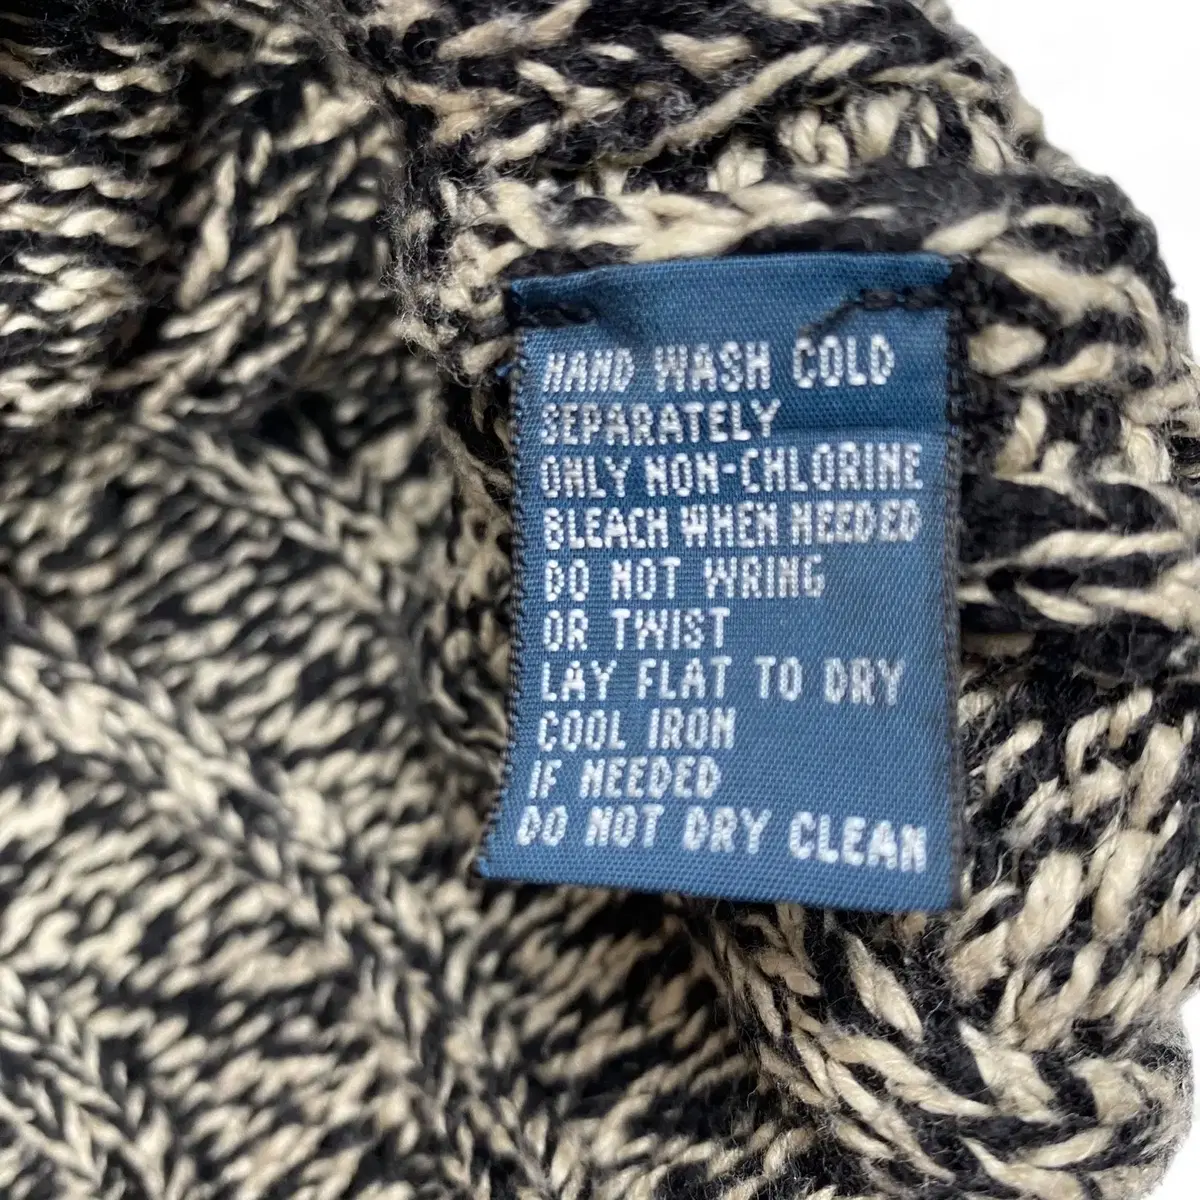 HAND WASH COLD
SEPARATELY
ONLY NON-CHLORINE
BLEACH WHEN NEEDED
DO NOT WRING
OR TWIST
LAY FLAT TO DRY
COOL IRON
IF NEEDED
DO NOT DRY CLEAN